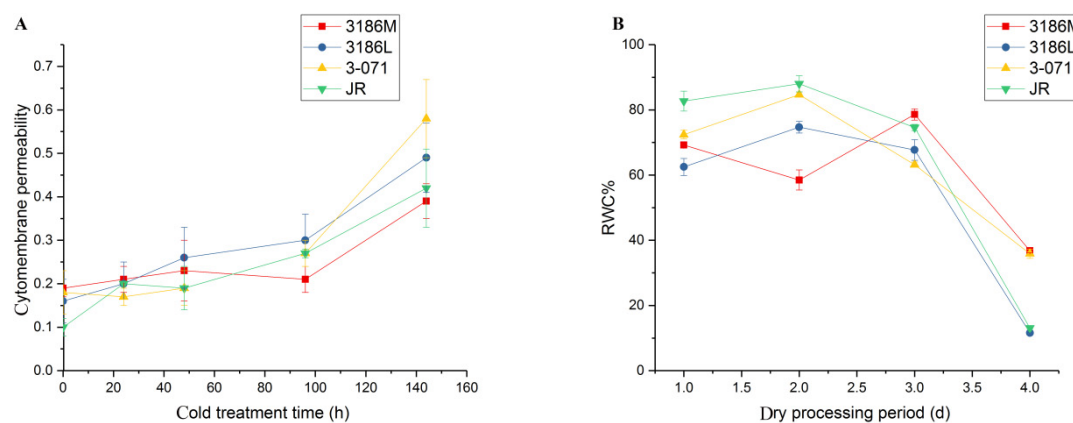 A
3186M
3186L
3-071
JR
0.7
0.6
0.5
0.4
0.3
0.2
0.1
0.0
Cytomembrane permeability
0 20 40 60 80 100 120 140 160
Cold treatment time (h)
B
3186M
3186L
3-071
JR
100
80
60
40
20
0
RWC%
1.0 1.5 2.0 2.5 3.0 3.5 4.0
Dry processing period (d)